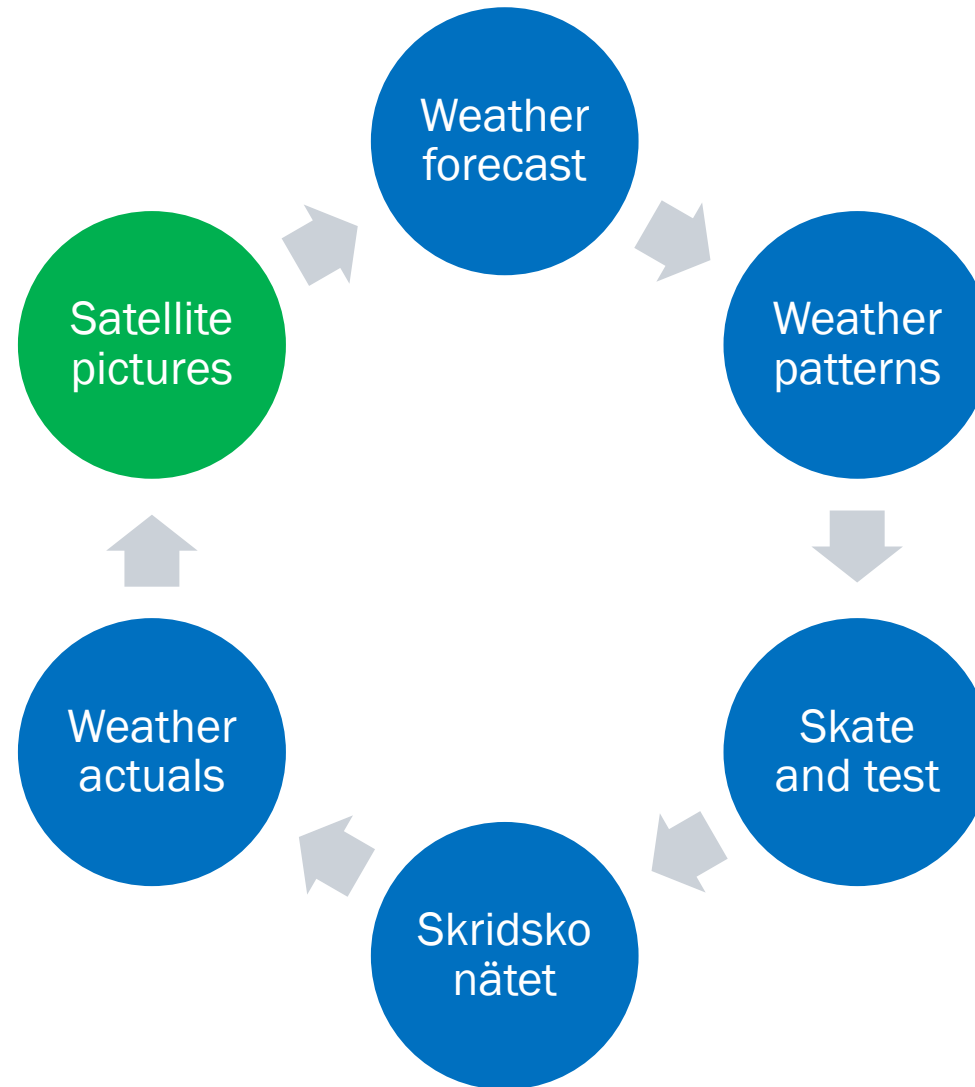 Weather
forecast
Weather
patterns
Skate
and test
Skridsko
nätet
Weather
actuals
Satellite
pictures